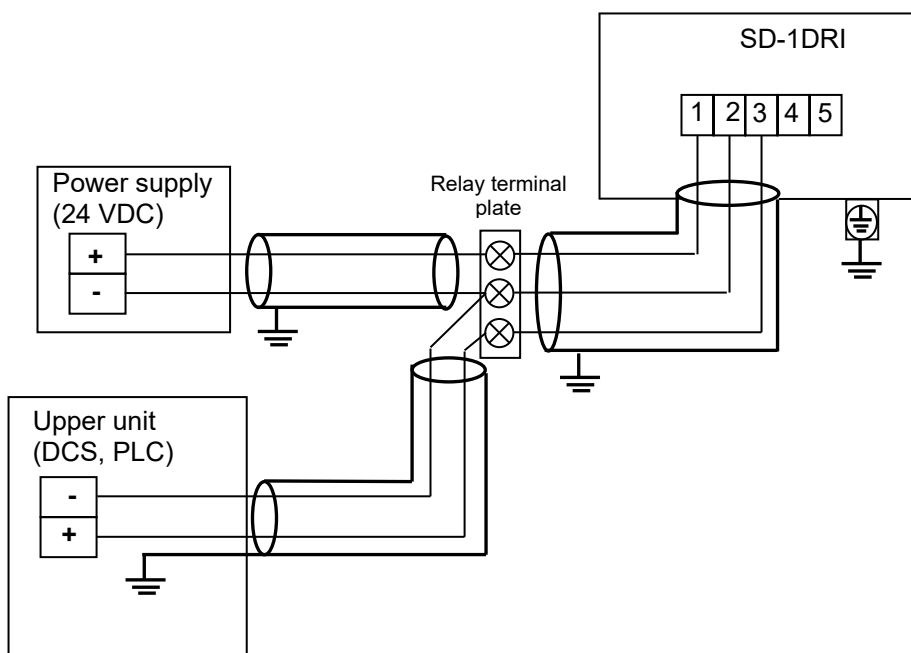 SD-1DRI
1 2 3 4 5
Power supply
(24 VDC)
+
-
Relay terminal
plate
Upper unit
(DCS, PLC)
-
+